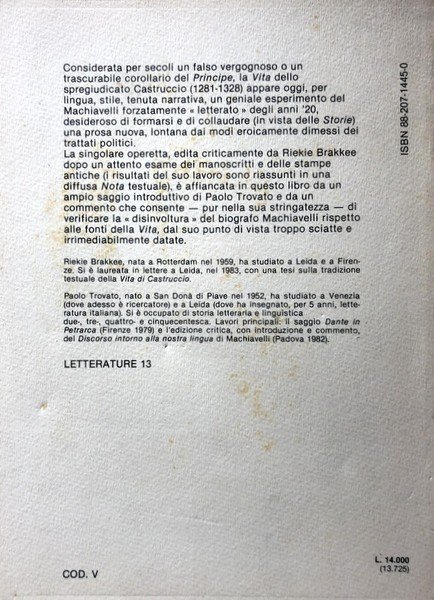 Considerata per secoli un falso vergognoso o un
trascurabile corollario del Principe, la Vita dello
spregiudicato Castruccio (1281-1328) appare oggi, per
lingua, stile, tenuta narrativa, un geniale esperimento del
Machiavelli forzatamente « letterato » degli anni '20,
desideroso di formarsi e di collaudare (in vista delle Storie)
una prosa nuova, lontana dai modi eroicamente dimessi dei
trattati politici.
La singolare operetta, edita criticamente da Riekie Brakkee
dopo un attento esame dei manoscritti e delle stampe
antiche (i risultati del suo lavoro sono riassunti in una
diffusa Nota testuale), è affiancata in questo libro da un
ampio saggio introduttivo di Paolo Trovato e da un
commento che consente — pur nella sua stringatezza — di
verificare la « disinvoltura » del biografo Machiavelli rispetto
alle fonti della Vita, dal suo punto di vista troppo sciatte e
irrimediabilmente datate.
Riekie Brakkee, nata a Rotterdam nel 1959, ha studiato a Leida e a Firen-
ze. Si è laureata in lettere a Leida, nel 1983, con una tesi sulla tradizione
testuale della Vita di Castruccio.
Paolo Trovato, nato a San Donà di Piave nel 1952, ha studiato a Venezia
(dove adesso è ricercatore) e a Leida (dove ha insegnato, per 5 anni, lette-
ratura italiana). Si è occupato di storia letteraria e linguistica
due-, tre-, quattro- e cinquecentesca. Lavori principali: il saggio Dante in
Petrarca (Firenze 1979) e l'edizione critica, con introduzione e commento,
del Discorso intorno alla nostra lingua di Machiavelli (Padova 1982).
LETTERATURE 13
ISBN 88-207-1445-0
COD. V
L. 14.000
(13.725)